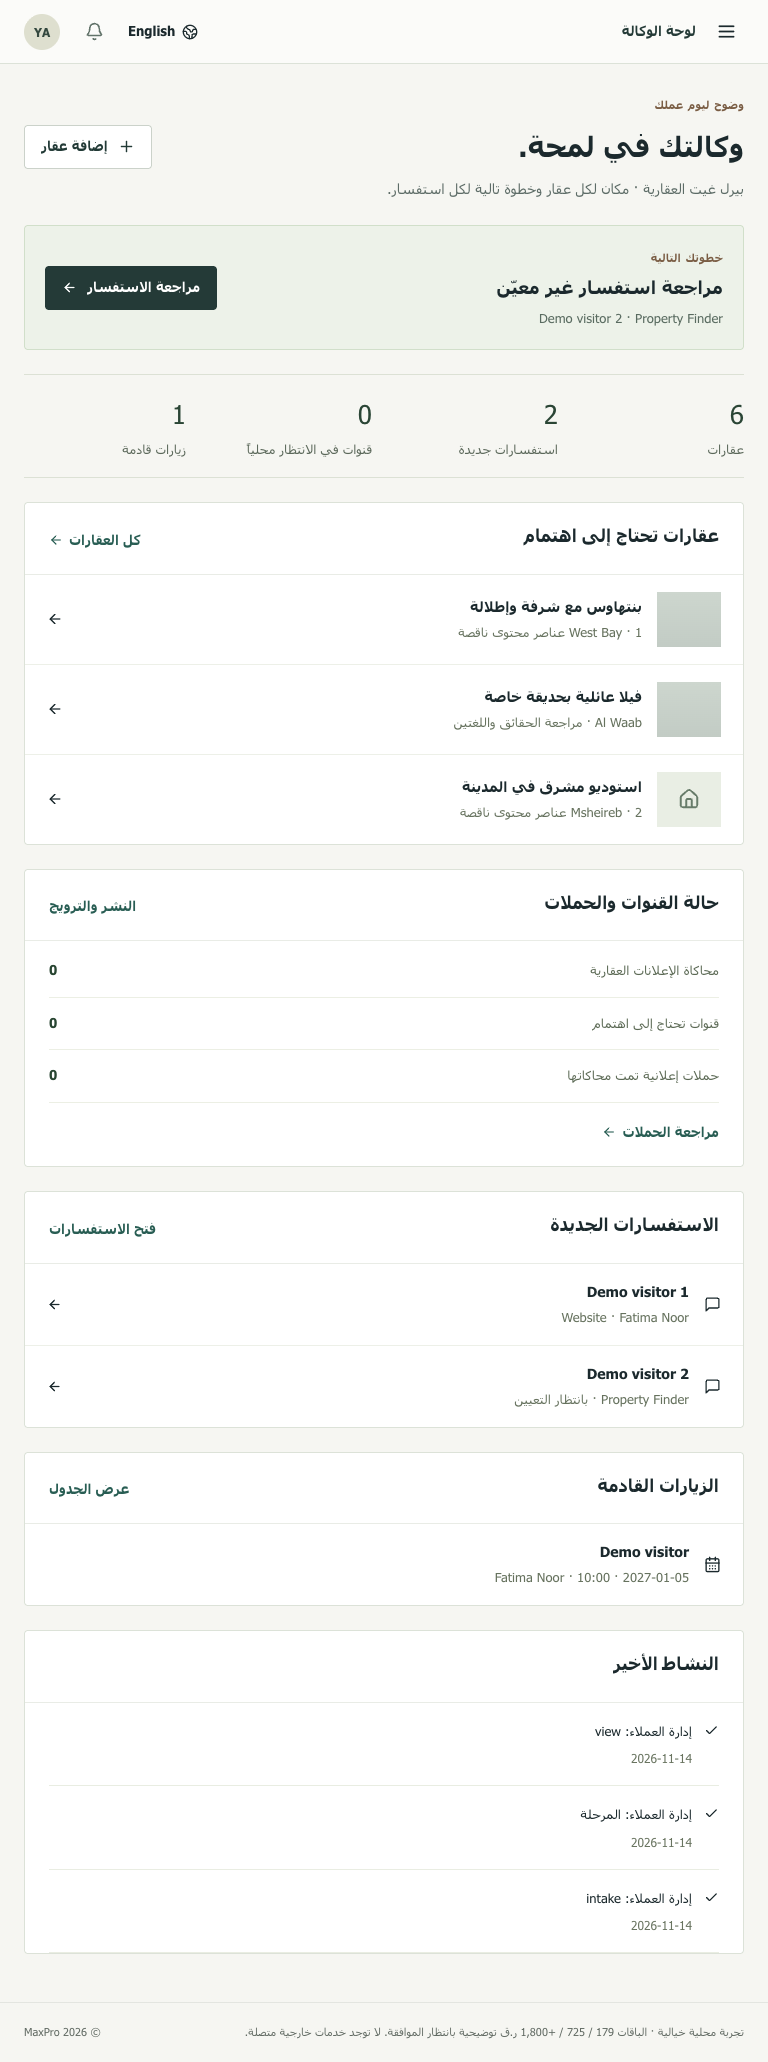 لوحة الوكالة
English
YA
وضوح ليوم عملك
وكالتك في لمحة.
إضافة عقار
بيرل غيت العقارية · مكان لكل عقار وخطوة تالية لكل استفسار.
خطوتك التالية
مراجعة استفسار غير معيّن
Demo visitor 2 · Property Finder
مراجعة الاستفسار
6
عقارات
2
استفسارات جديدة
0
قنوات في الانتظار محلياً
1
زيارات قادمة
عقارات تحتاج إلى اهتمام
كل العقارات
بنتهاوس مع شرفة وإطلالة
West Bay · 1 عناصر محتوى ناقصة
فيلا عائلية بحديقة خاصة
Al Waab · مراجعة الحقائق واللغتين
استوديو مشرق في المدينة
Msheireb · 2 عناصر محتوى ناقصة
حالة القنوات والحملات
النشر والترويج
محاكاة الإعلانات العقارية
0
قنوات تحتاج إلى اهتمام
0
حملات إعلانية تمت محاكاتها
0
مراجعة الحملات
الاستفسارات الجديدة
فتح الاستفسارات
Demo visitor 1
Website · Fatima Noor
Demo visitor 2
Property Finder · بانتظار التعيين
الزيارات القادمة
عرض الجدول
Demo visitor
2027-01-05 · 10:00 · Fatima Noor
النشاط الأخير
إدارة العملاء: view
2026-11-14
إدارة العملاء: المرحلة
2026-11-14
إدارة العملاء: intake
2026-11-14
تجربة محلية خيالية · الباقات 179 / 725 / 1,800+ ر.ق توضيحية بانتظار الموافقة. لا توجد خدمات خارجية متصلة.
© 2026 MaxPro